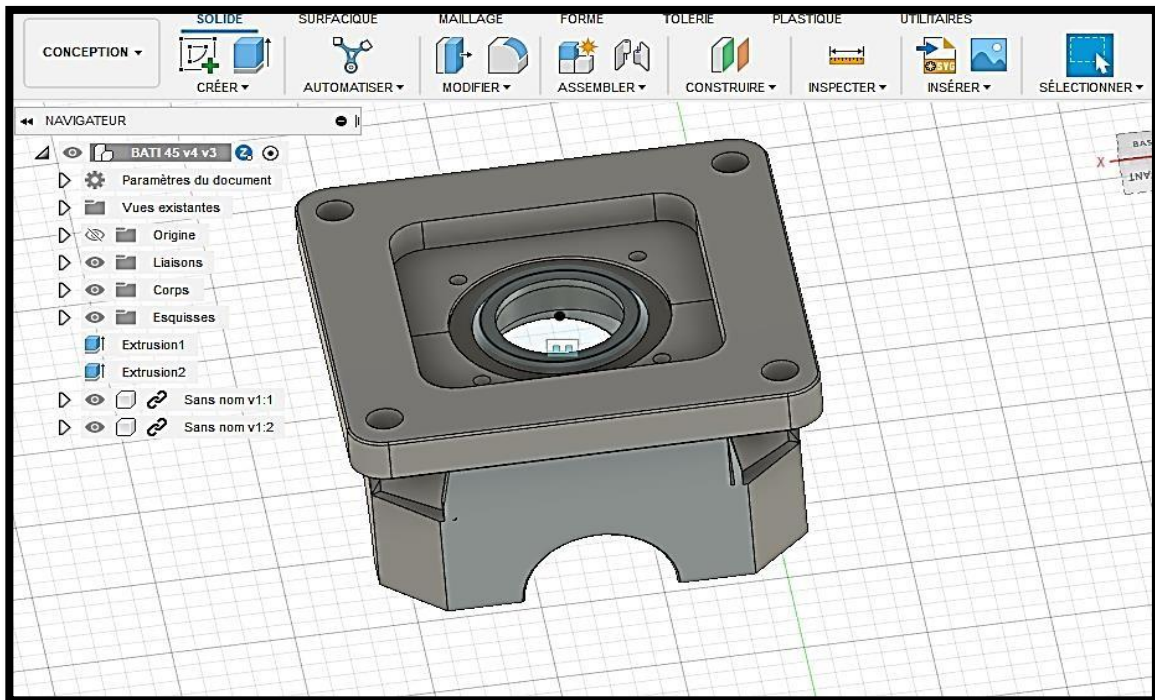 SOLIDE SURFACIQUE MAILLAGE FORME TOLERIE PLASTIQUE UTILITAIRES
CONCEPTION
CRÉER AUTOMATISER MODIFIER ASSEMBLER CONSTRUIRE INSPECTER INSÉRER SÉLECTIONNER
SVG
NAVIGATEUR
BATI 45 v4 v3
Paramètres du document
Vues existantes
Origine
Liaisons
Corps
Esquisses
Extrusion1
Extrusion2
Sans nom v1:1
Sans nom v1:2
X